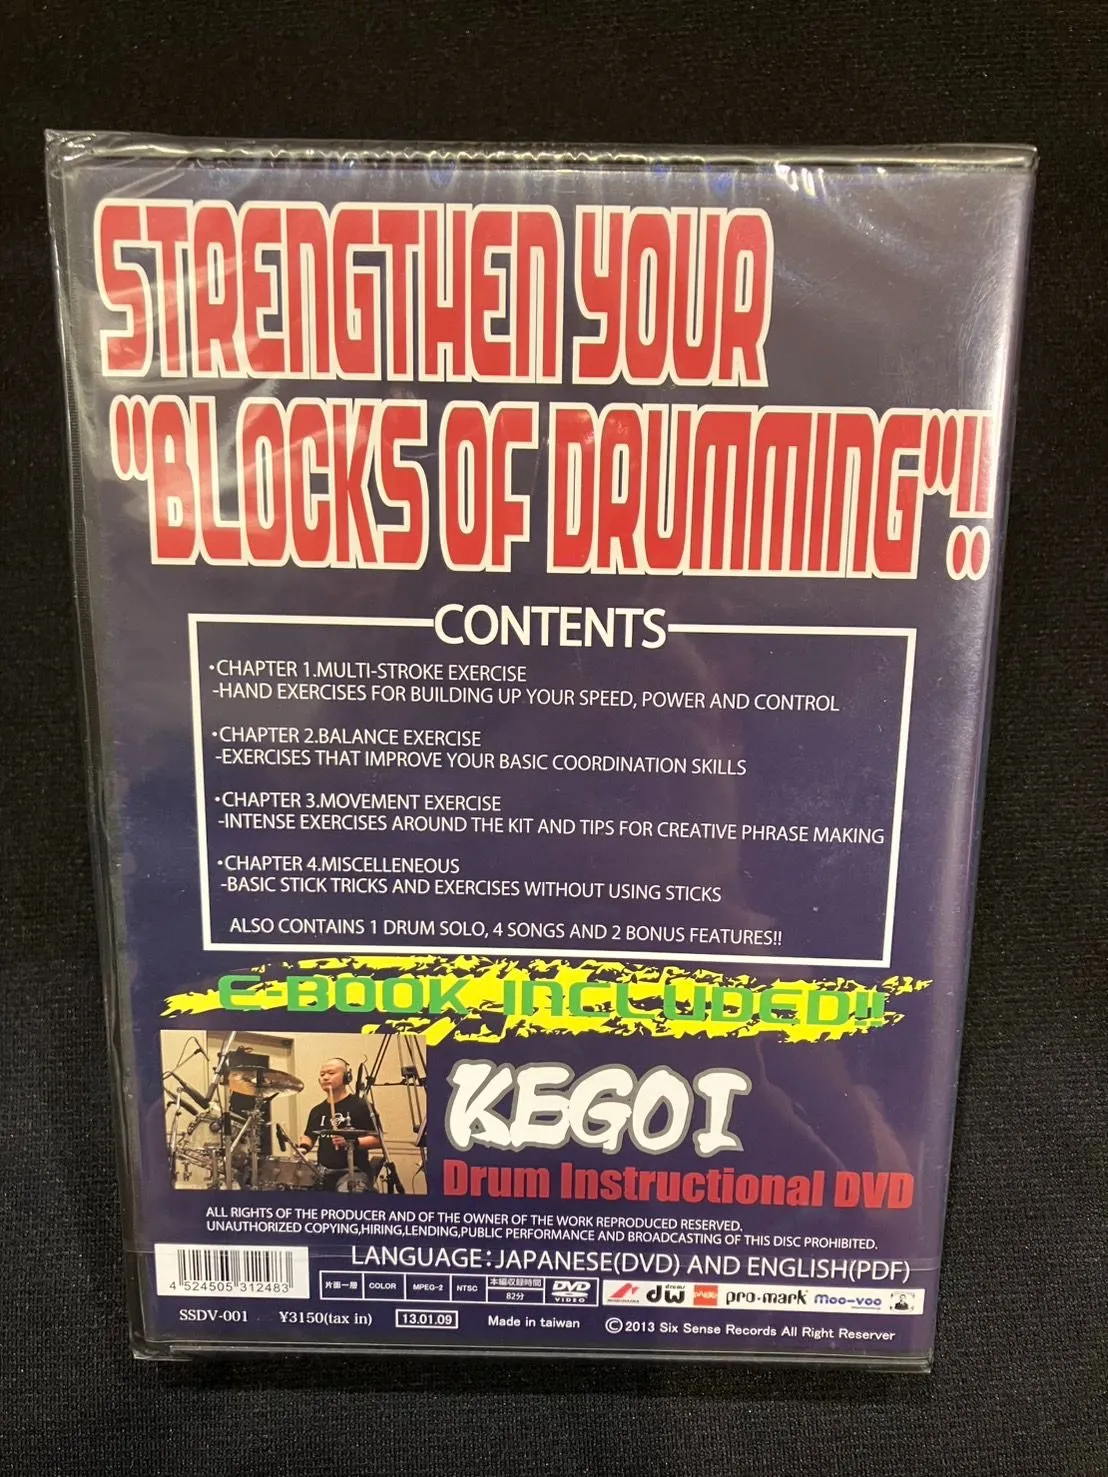 STRENGTHEN YOUR
"BLOCKS OF DRUMMING"!!
CONTENTS
・CHAPTER 1.MULTI-STROKE EXERCISE
-HAND EXERCISES FOR BUILDING UP YOUR SPEED, POWER AND CONTROL
・CHAPTER 2.BALANCE EXERCISE
-EXERCISES THAT IMPROVE YOUR BASIC COORDINATION SKILLS
・CHAPTER 3.MOVEMENT EXERCISE
-INTENSE EXERCISES AROUND THE KIT AND TIPS FOR CREATIVE PHRASE MAKING
・CHAPTER 4.MISCELLENEOUS
-BASIC STICK TRICKS AND EXERCISES WITHOUT USING STICKS
ALSO CONTAINS 1 DRUM SOLO, 4 SONGS AND 2 BONUS FEATURES!!
E-BOOK INCLUDED!!
KEGOI
Drum Instructional DVD
ALL RIGHTS OF THE PRODUCER AND OF THE OWNER OF THE WORK REPRODUCED RESERVED.
UNAUTHORIZED COPYING,HIRING,LENDING,PUBLIC PERFORMANCE AND BROADCASTING OF THIS DISC PROHIBITED.
LANGUAGE：JAPANESE(DVD) AND ENGLISH(PDF)
4 524505 312483
片面一層 COLOR MPEG-2 NTSC 本編収録時間 82分 DVD VIDEO dw drums pro·mark Moo-voo
SSDV-001 ¥3150(tax in) 13.01.09 Made in taiwan ©2013 Six Sense Records All Right Reserver